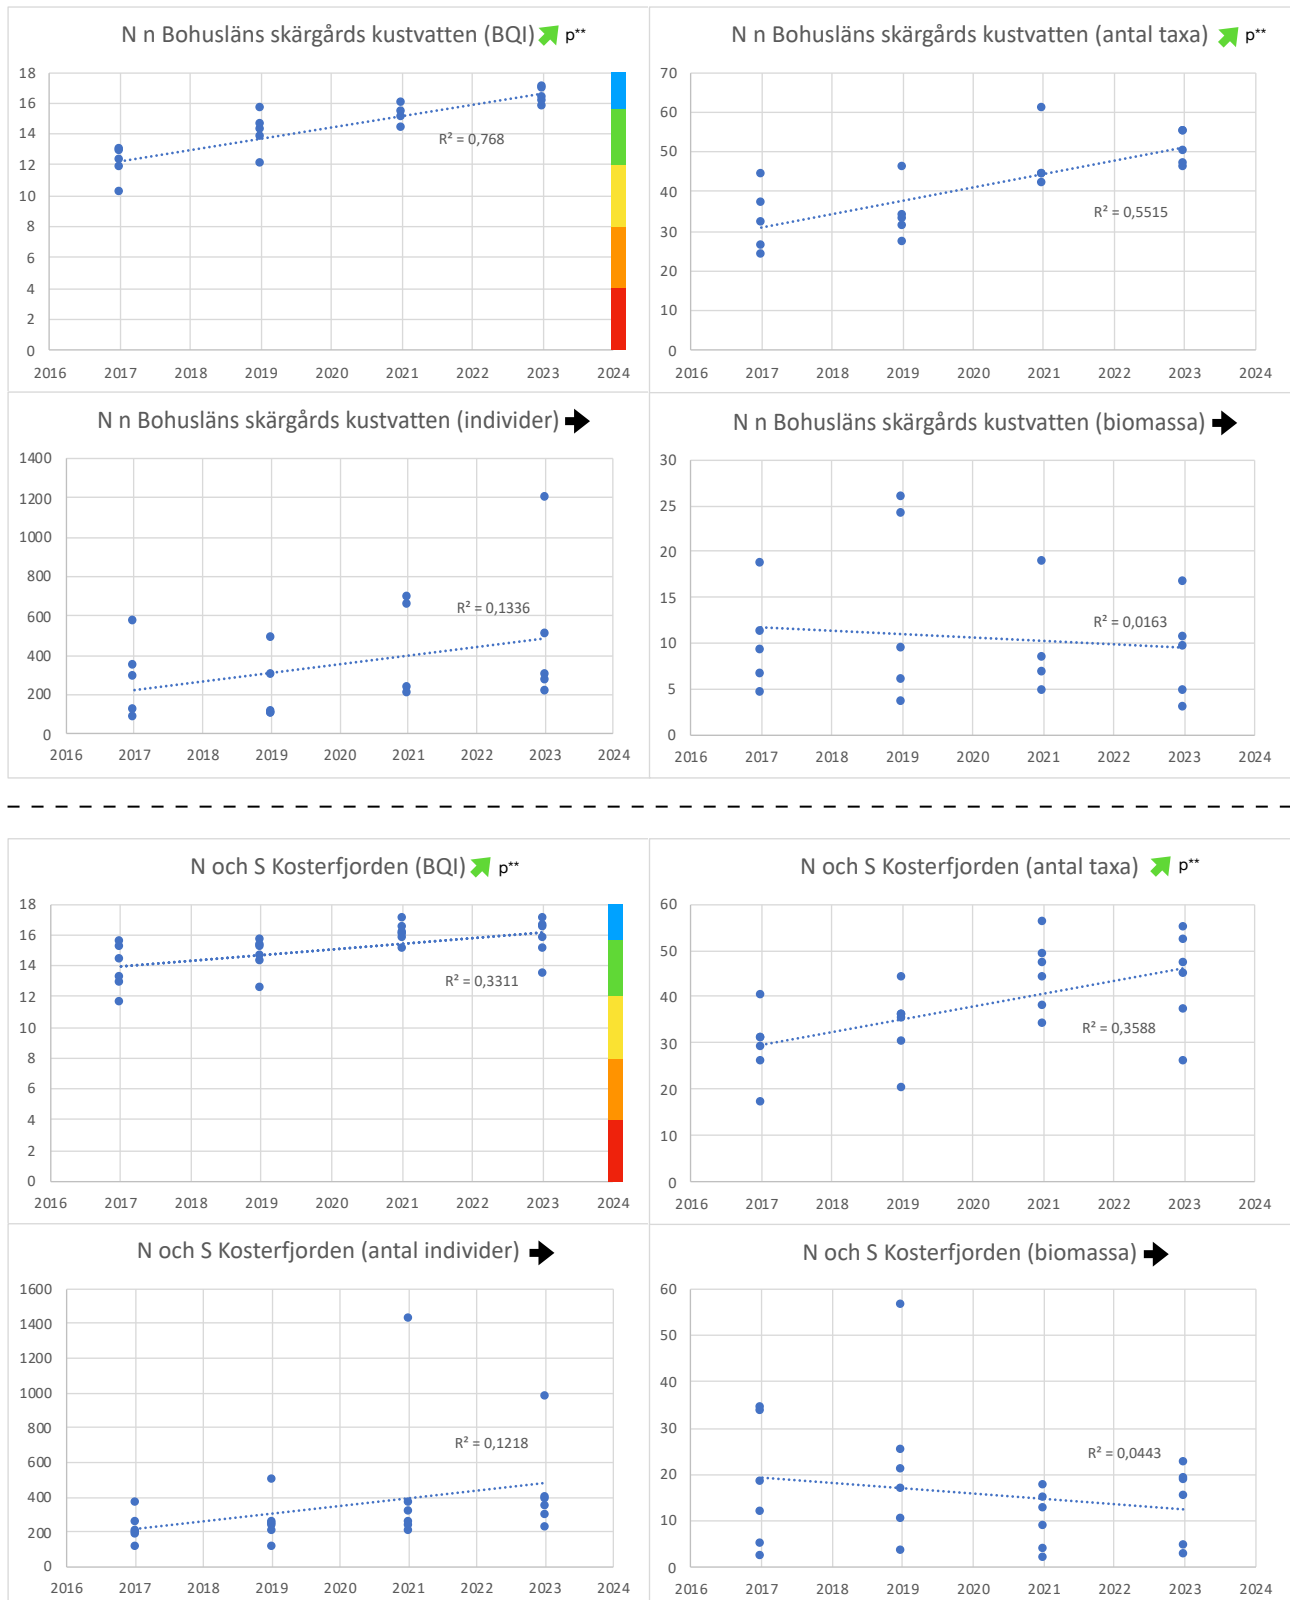 N n Bohusläns skärgårds kustvatten (BQI) p**
18
16
14
12
10
8
6
4
2
0
R² = 0,768
2016 2017 2018 2019 2020 2021 2022 2023 2024
N n Bohusläns skärgårds kustvatten (antal taxa) p**
70
60
50
40
30
20
10
0
R² = 0,5515
2016 2017 2018 2019 2020 2021 2022 2023 2024
N n Bohusläns skärgårds kustvatten (individer)
1400
1200
1000
800
600
400
200
0
R² = 0,1336
2016 2017 2018 2019 2020 2021 2022 2023 2024
N n Bohusläns skärgårds kustvatten (biomassa)
30
25
20
15
10
5
0
R² = 0,0163
2016 2017 2018 2019 2020 2021 2022 2023 2024
N och S Kosterfjorden (BQI) p**
18
16
14
12
10
8
6
4
2
0
R² = 0,3311
2016 2017 2018 2019 2020 2021 2022 2023 2024
N och S Kosterfjorden (antal taxa) p**
60
50
40
30
20
10
0
R² = 0,3588
2016 2017 2018 2019 2020 2021 2022 2023 2024
N och S Kosterfjorden (antal individer)
1600
1400
1200
1000
800
600
400
200
0
R² = 0,1218
2016 2017 2018 2019 2020 2021 2022 2023 2024
N och S Kosterfjorden (biomassa)
60
50
40
30
20
10
0
R² = 0,0443
2016 2017 2018 2019 2020 2021 2022 2023 2024